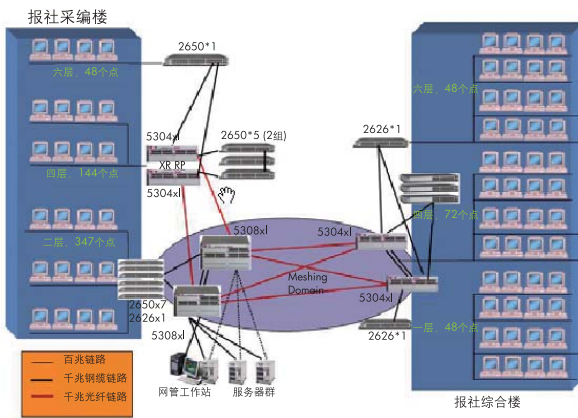 报社采编楼
2650*1
六层、48个点
5304xl
2650*5 (2组)
XR RP
四层、144个点
5304xl
二层、347个点
5308xl
5304xl
Meshing
Domain
2650x7
2626x1
5308xl
5304xl
2626*1
2626*1
六层、48个点
四层、72个点
一层、48个点
百兆链路
千兆铜缆链路
千兆光纤链路
网管工作站
服务器群
报社综合楼